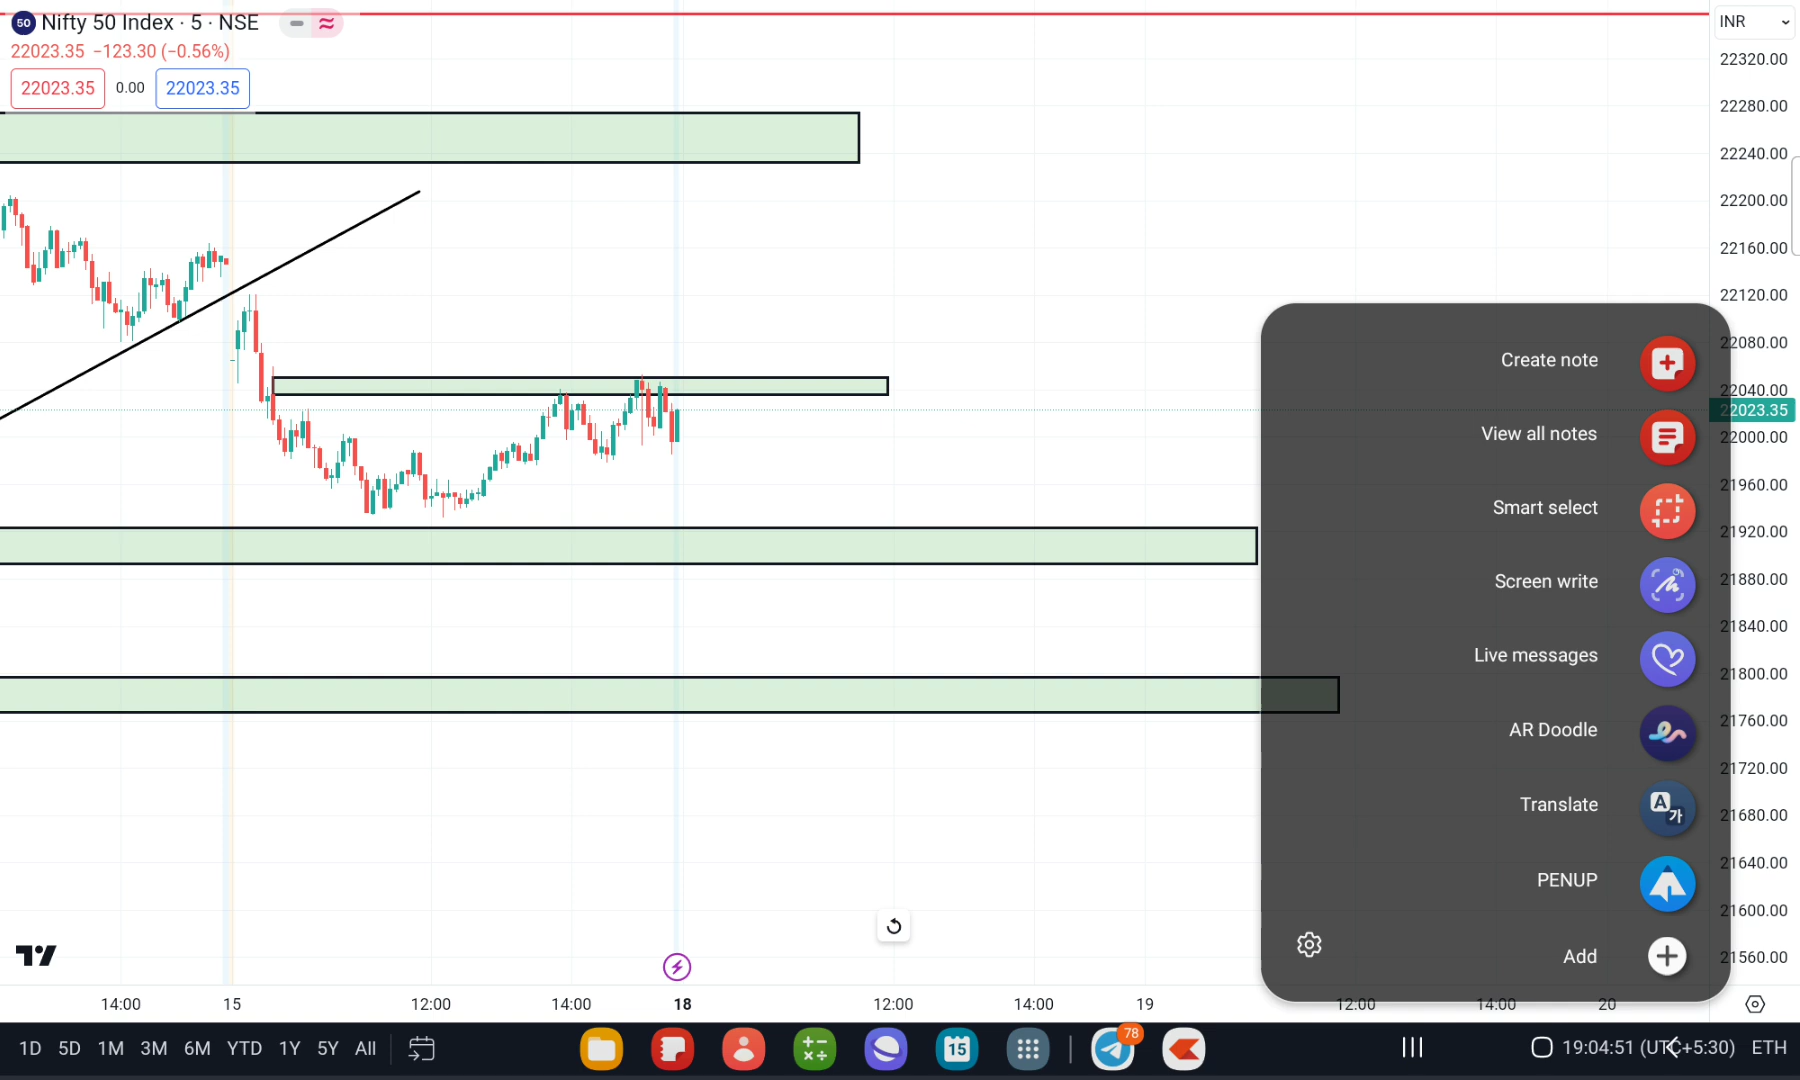 50 Nifty 50 Index · 5 · NSE
22023.35 −123.30 (−0.56%)
22023.35 0.00 22023.35
INR
22320.00
22280.00
22240.00
22200.00
22160.00
22120.00
22080.00
22040.00
22023.35
22000.00
21960.00
21920.00
21880.00
21840.00
21800.00
21760.00
21720.00
21680.00
21640.00
21600.00
21560.00
Create note
View all notes
Smart select
Screen write
Live messages
AR Doodle
Translate
A 가
PENUP
Add
14:00 15 12:00 14:00 18 12:00 14:00 19 12:00 14:00 20
1D 5D 1M 3M 6M YTD 1Y 5Y All 15 78 19:04:51 (UTC+5:30) ETH